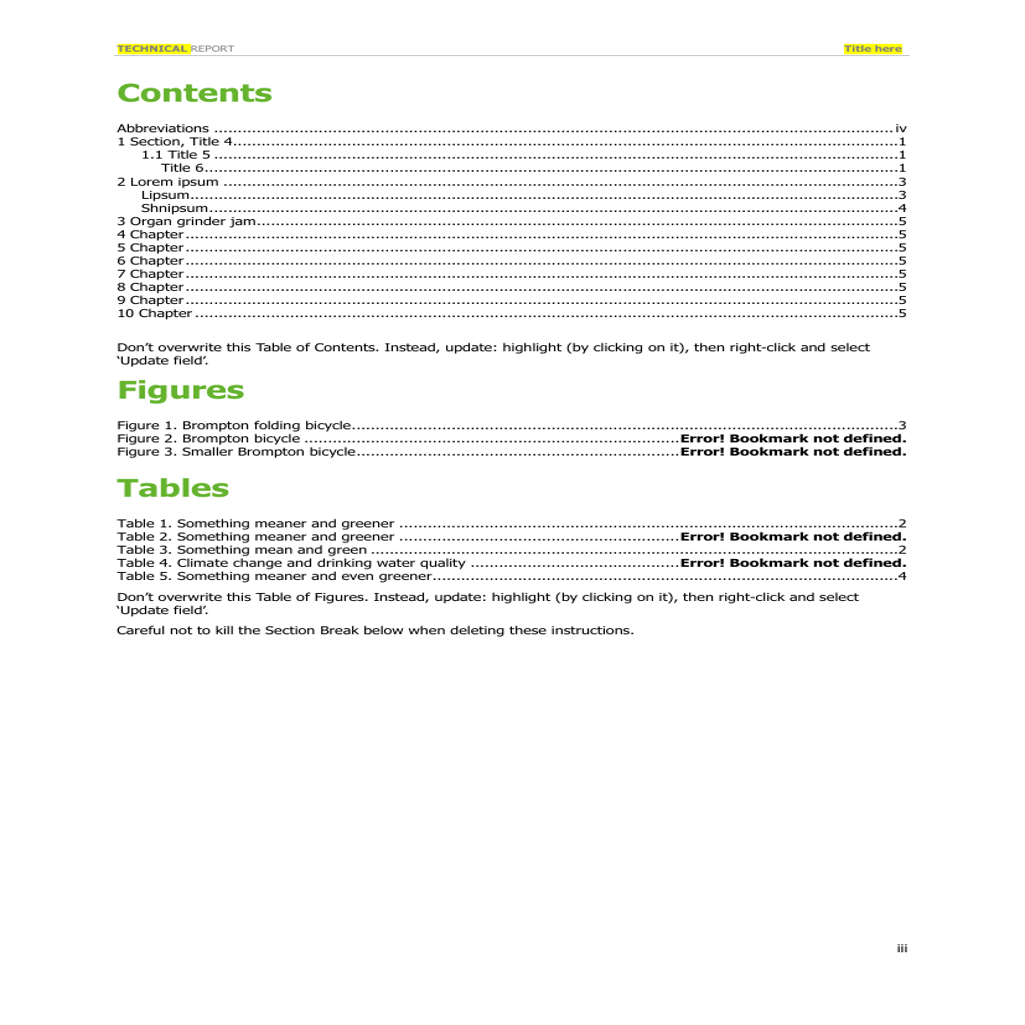 TECHNICAL REPORT Title here
Contents
Abbreviations ........ iv
1 Section, Title 4........1
1.1 Title 5 ........1
Title 6........1
2 Lorem ipsum ........3
Lipsum........3
Shnipsum........4
3 Organ grinder jam........5
4 Chapter........5
5 Chapter........5
6 Chapter........5
7 Chapter........5
8 Chapter........5
9 Chapter........5
10 Chapter ........5
Don’t overwrite this Table of Contents. Instead, update: highlight (by clicking on it), then right-click and select
‘Update field’.
Figures
Figure 1. Brompton folding bicycle........3
Figure 2. Brompton bicycle ........Error! Bookmark not defined.
Figure 3. Smaller Brompton bicycle........Error! Bookmark not defined.
Tables
Table 1. Something meaner and greener ........2
Table 2. Something meaner and greener ........Error! Bookmark not defined.
Table 3. Something mean and green ........2
Table 4. Climate change and drinking water quality ........Error! Bookmark not defined.
Table 5. Something meaner and even greener........4
Don’t overwrite this Table of Figures. Instead, update: highlight (by clicking on it), then right-click and select
‘Update field’.
Careful not to kill the Section Break below when deleting these instructions.
iii